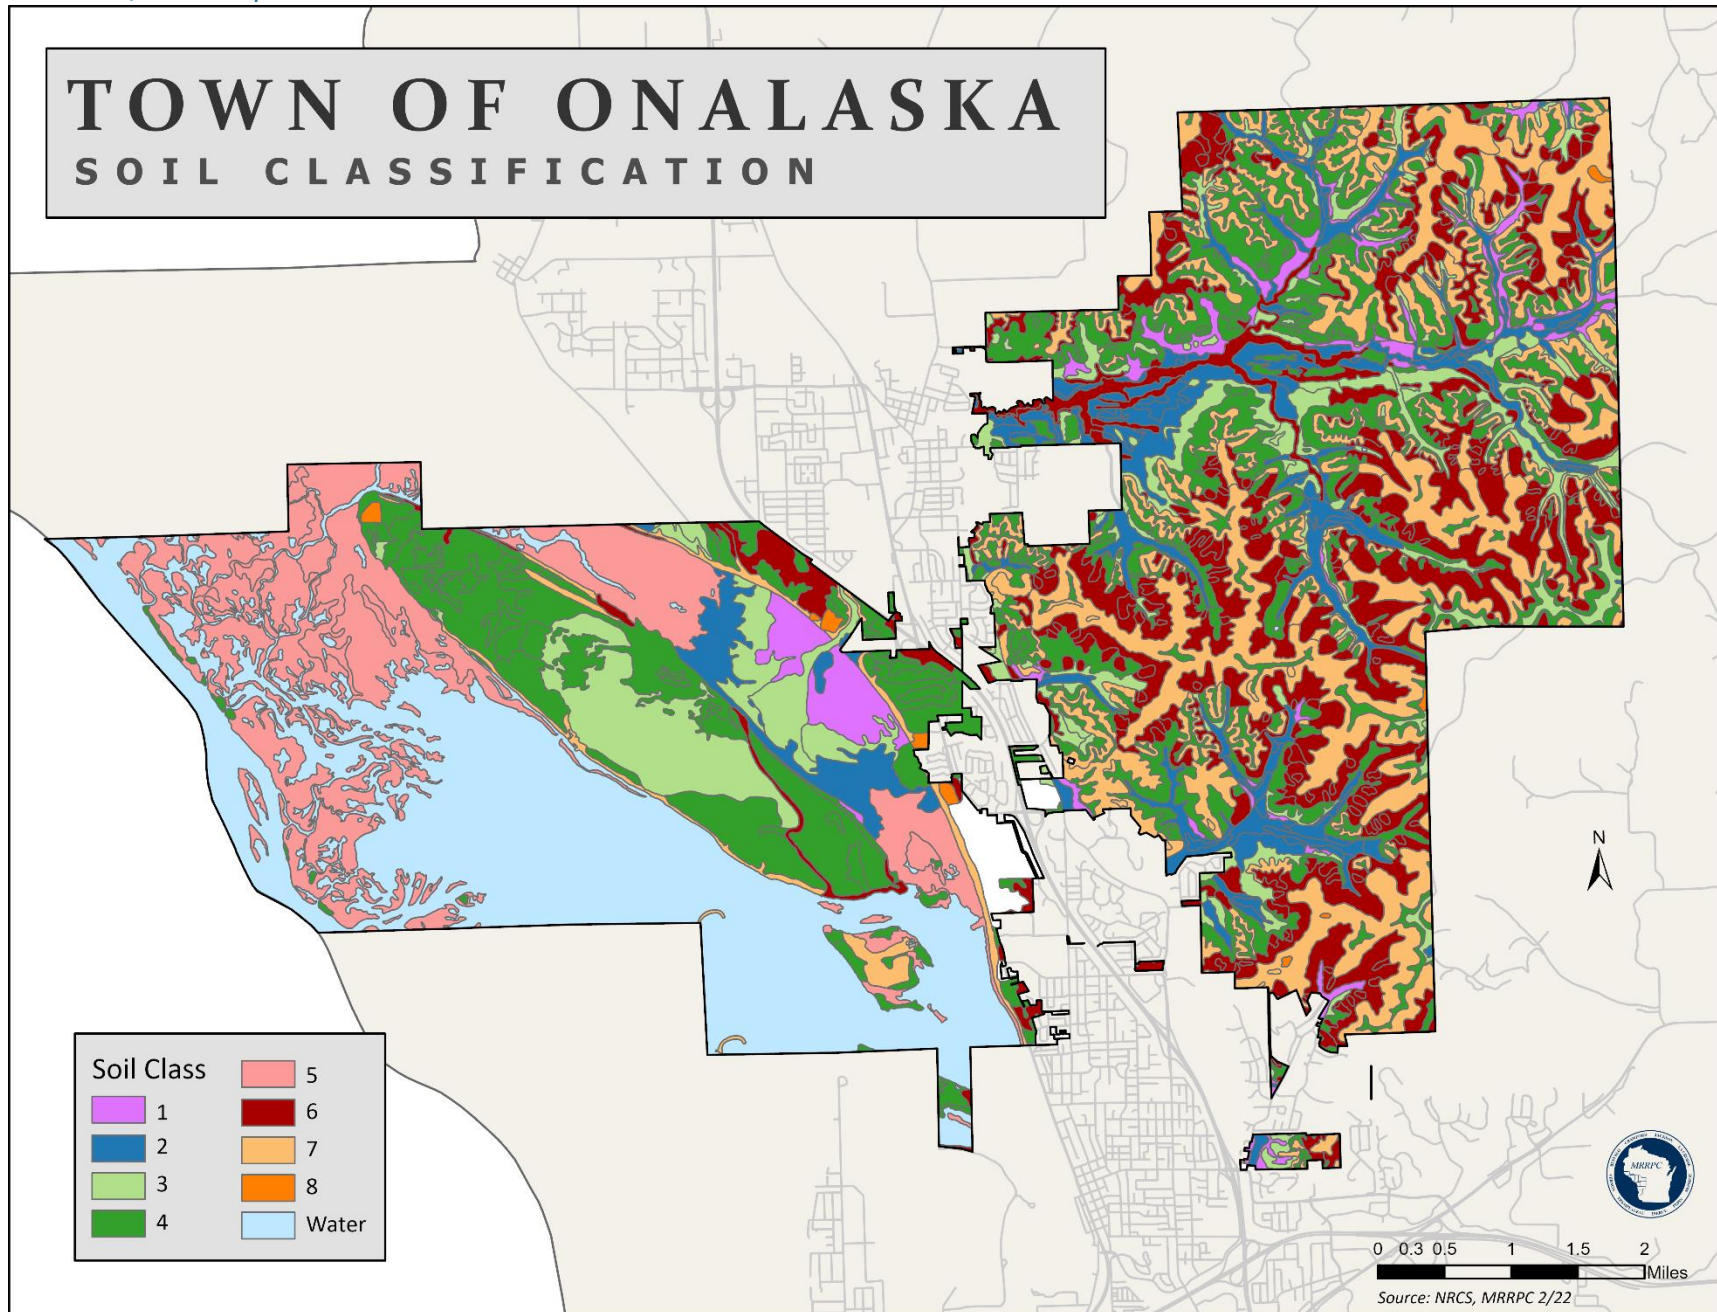 TOWN OF ONALASKA
SOIL CLASSIFICATION
N
Soil Class
1
2
3
4
5
6
7
8
Water
MRRPC
0 0.3 0.5 1 1.5 2
Miles
Source: NRCS, MRRPC 2/22